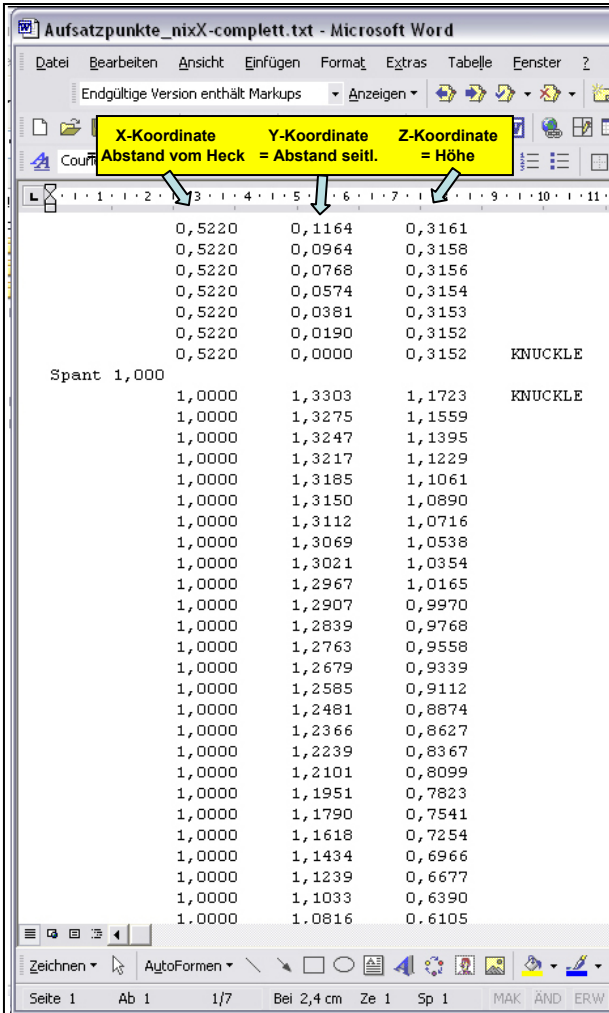 Aufsatzpunkte_nixX-complett.txt - Microsoft Word
Datei Bearbeiten Ansicht Einfügen Format Extras Tabelle Fenster ?
Endgültige Version enthält Markups Anzeigen
X-Koordinate Y-Koordinate Z-Koordinate
Abstand vom Heck = Abstand seitl. = Höhe
1 2 3 4 5 6 7 9 10 11
0,5220 0,1164 0,3161
0,5220 0,0964 0,3158
0,5220 0,0768 0,3156
0,5220 0,0574 0,3154
0,5220 0,0381 0,3153
0,5220 0,0190 0,3152
0,5220 0,0000 0,3152 KNUCKLE
Spant 1,000
1,0000 1,3303 1,1723 KNUCKLE
1,0000 1,3275 1,1559
1,0000 1,3247 1,1395
1,0000 1,3217 1,1229
1,0000 1,3185 1,1061
1,0000 1,3150 1,0890
1,0000 1,3112 1,0716
1,0000 1,3069 1,0538
1,0000 1,3021 1,0354
1,0000 1,2967 1,0165
1,0000 1,2907 0,9970
1,0000 1,2839 0,9768
1,0000 1,2763 0,9558
1,0000 1,2679 0,9339
1,0000 1,2585 0,9112
1,0000 1,2481 0,8874
1,0000 1,2366 0,8627
1,0000 1,2239 0,8367
1,0000 1,2101 0,8099
1,0000 1,1951 0,7823
1,0000 1,1790 0,7541
1,0000 1,1618 0,7254
1,0000 1,1434 0,6966
1,0000 1,1239 0,6677
1,0000 1,1033 0,6390
1,0000 1,0816 0,6105
Zeichnen AutoFormen
Seite 1 Ab 1 1/7 Bei 2,4 cm Ze 1 Sp 1 MAK ÄND ERW